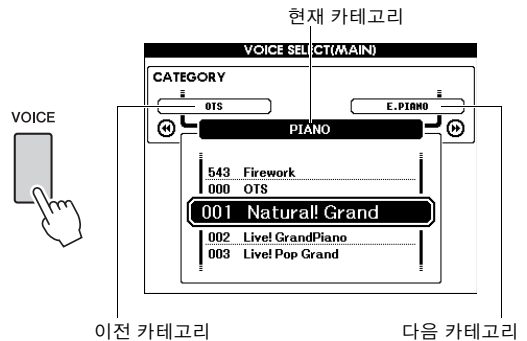 현재 카테고리
VOICE SELECT(MAIN)
CATEGORY
OTS
E.PIANO
PIANO
VOICE
543 Firework
000 OTS
001 Natural! Grand
002 Live! GrandPiano
003 Live! Pop Grand
이전 카테고리
다음 카테고리